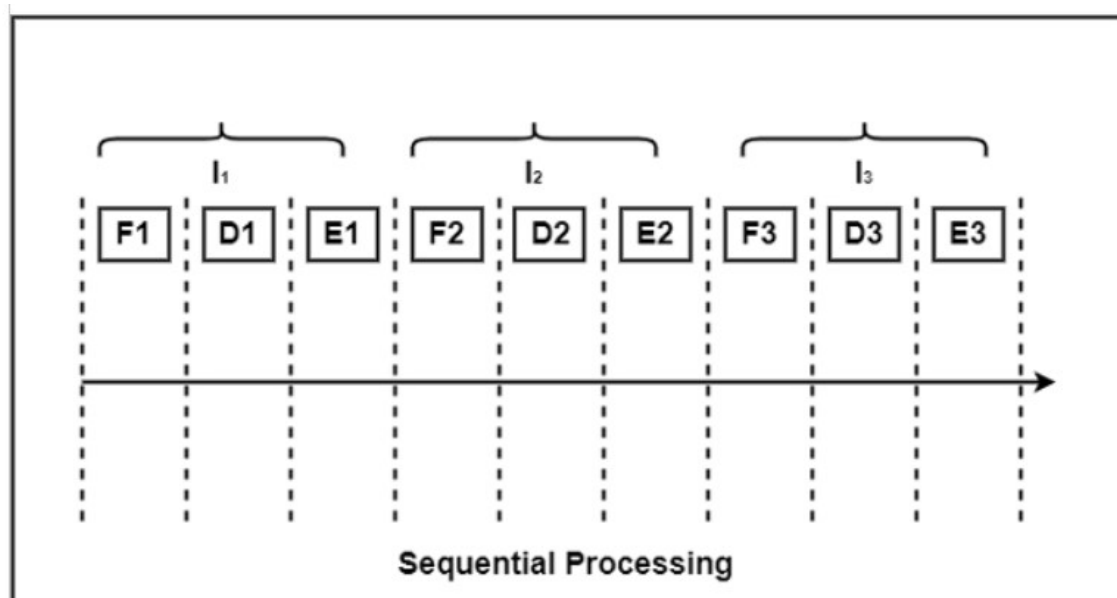 I₁ I₂ I₃
F1 D1 E1 F2 D2 E2 F3 D3 E3
Sequential Processing